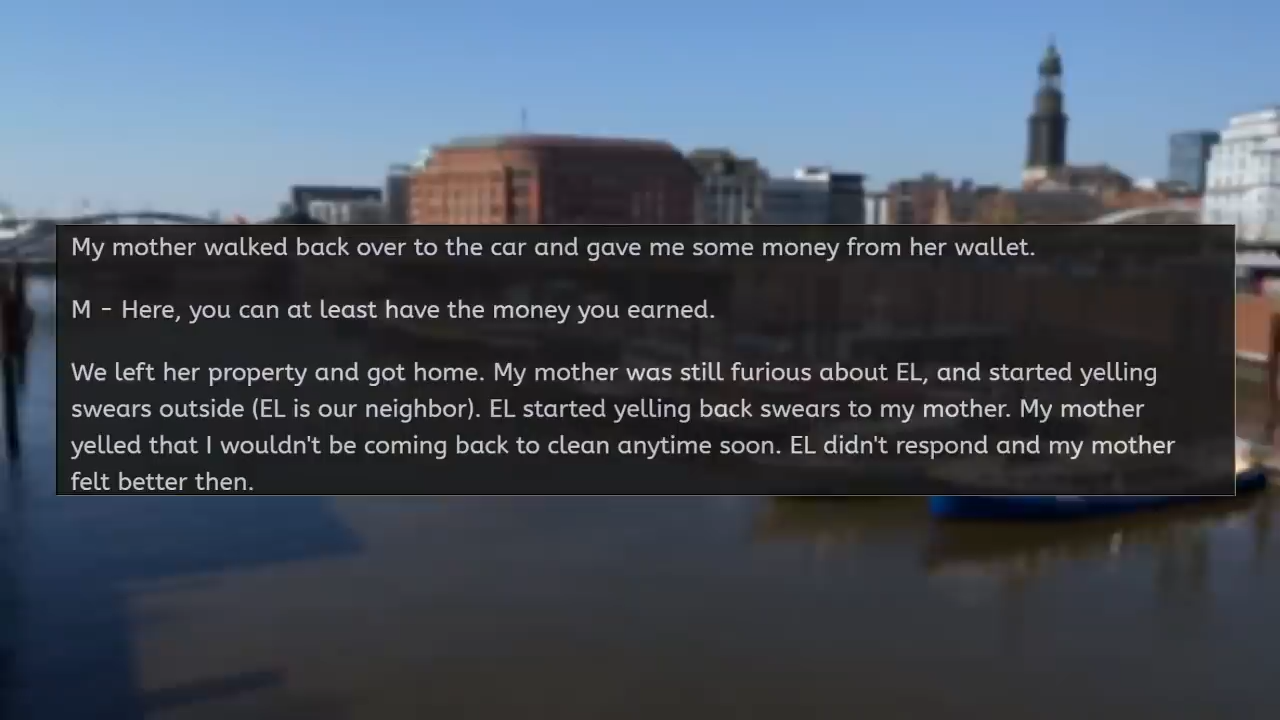 My mother walked back over to the car and gave me some money from her wallet.
M - Here, you can at least have the money you earned.
We left her property and got home. My mother was still furious about EL, and started yelling
swears outside (EL is our neighbor). EL started yelling back swears to my mother. My mother
yelled that I wouldn't be coming back to clean anytime soon. EL didn't respond and my mother
felt better then.